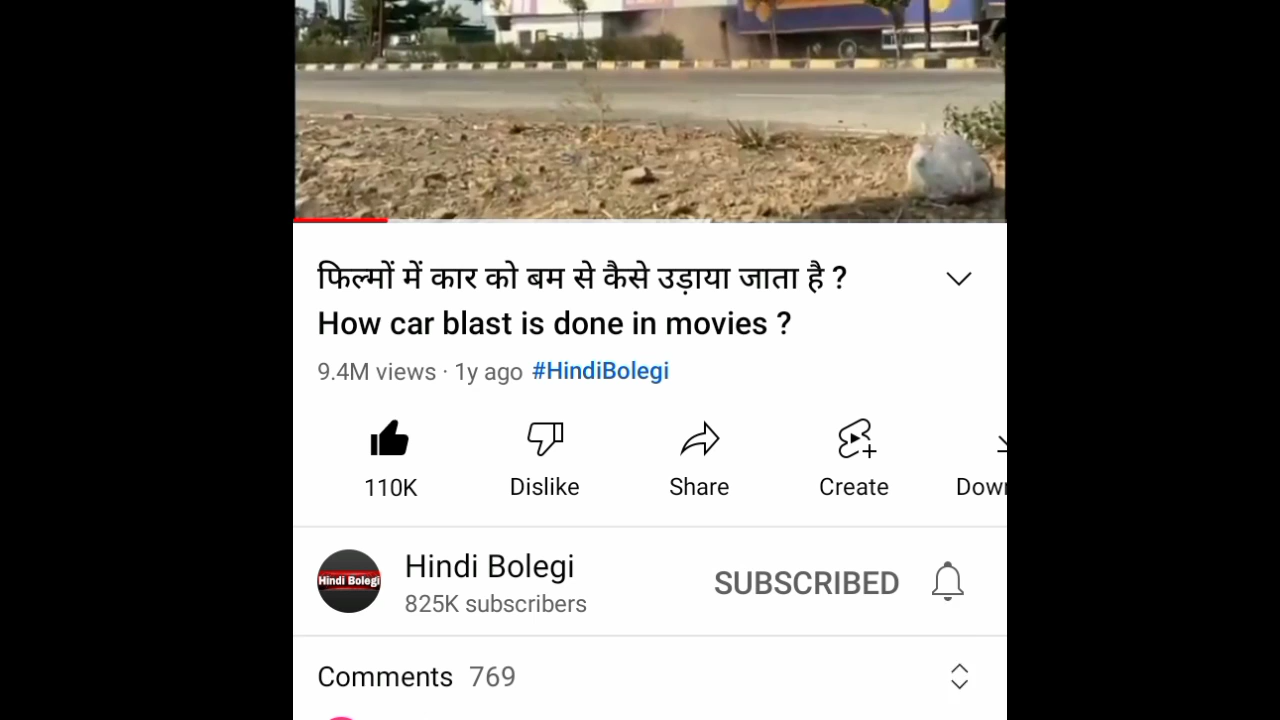 फिल्मों में कार को बम से कैसे उड़ाया जाता है ?
How car blast is done in movies ?
9.4M views · 1y ago #HindiBolegi
110K Dislike Share Create Down
Hindi Bolegi
Hindi Bolegi
825K subscribers
SUBSCRIBED
Comments 769